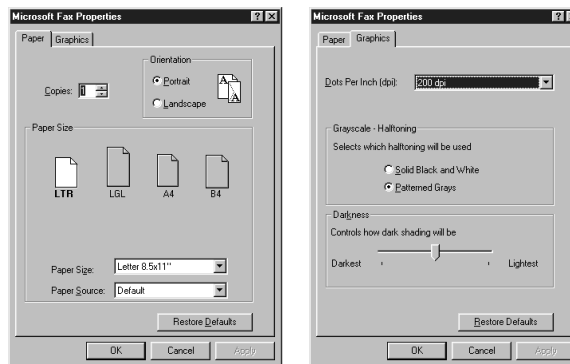 Microsoft Fax Properties
Paper Graphics
Orientation
Copies: 1
Portrait
Landscape
A
A
Paper Size
LTR LGL A4 B4
Paper Size: Letter 8.5x11"
Paper Source: Default
Restore Defaults
OK Cancel Apply
Microsoft Fax Properties
Paper Graphics
Dots Per Inch (dpi): 200 dpi
Grayscale - Halftoning
Selects which halftoning will be used
Solid Black and White
Patterned Grays
Darkness
Controls how dark shading will be
Darkest Lightest
Restore Defaults
OK Cancel Apply